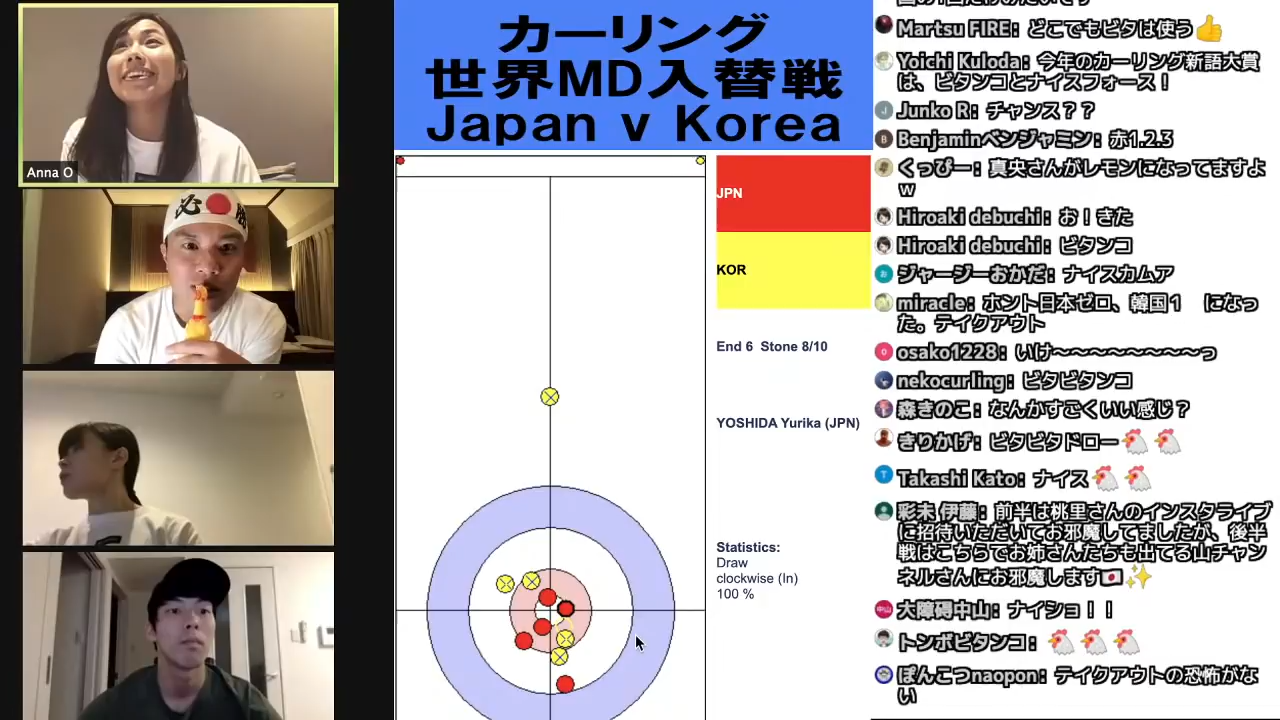 Anna O
必 勝
カーリング
世界MD入替戦
Japan v Korea
JPN
KOR
End 6 Stone 8/10
YOSHIDA Yurika (JPN)
Statistics:
Draw
clockwise (In)
100 %
Martsu FIRE: どこでもビタは使う👍
Yoichi Kuloda: 今年のカーリング新語大賞
は、ビタンコとナイスフォース！
Junko R: チャンス？？
Benjaminベンジャミン: 赤1.2.3
くっぴー: 真央さんがレモンになってますよ
w
Hiroaki debuchi: お！きた
Hiroaki debuchi: ビタンコ
ジャージーおかだ: ナイスカムア
miracle: ホント日本ゼロ、韓国１　になっ
た。テイクアウト
osako1228: いけ〜〜〜〜〜〜〜〜っ
nekocurling: ビタビタンコ
森きのこ: なんかすごくいい感じ？
きりかげ: ビタビタドロー🐔🐔
Takashi Kato: ナイス🐔🐔
彩未 伊藤: 前半は桃里さんのインスタライブ
に招待いただいてお邪魔してましたが、後半
戦はこちらでお姉さんたちも出てる山チャン
ネルさんにお邪魔します🇯🇵✨
大障碍中山: ナイショ！！
トンボビタンコ: 🐔🐔🐔
ぽんこつnaopon: テイクアウトの恐怖がな
い